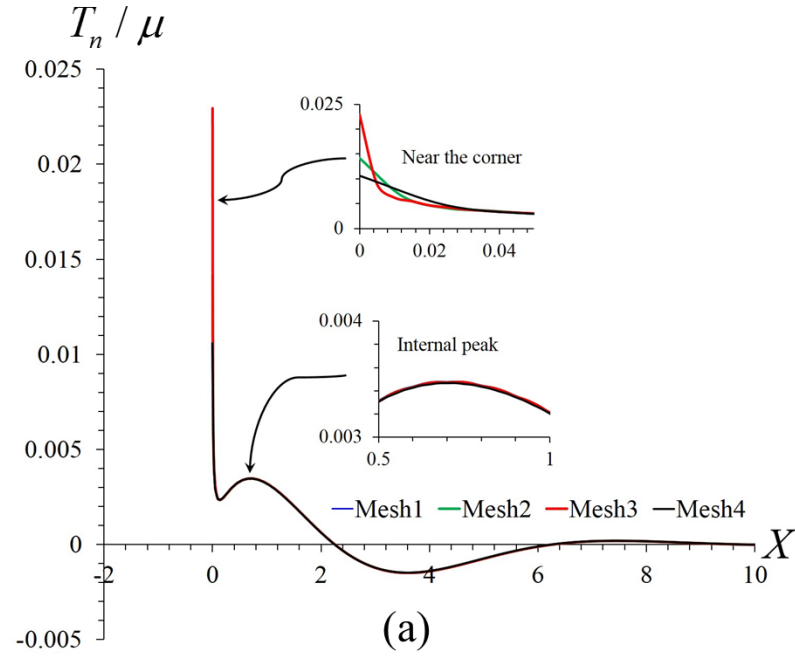 T_n / μ
0.025
0.02
0.015
0.01
0.005
0
-0.005
-2 0 2 4 6 8 10
X
0.025
0
Near the corner
0 0.02 0.04
0.004
0.003
Internal peak
0.5 1
Mesh1 Mesh2 Mesh3 Mesh4
(a)